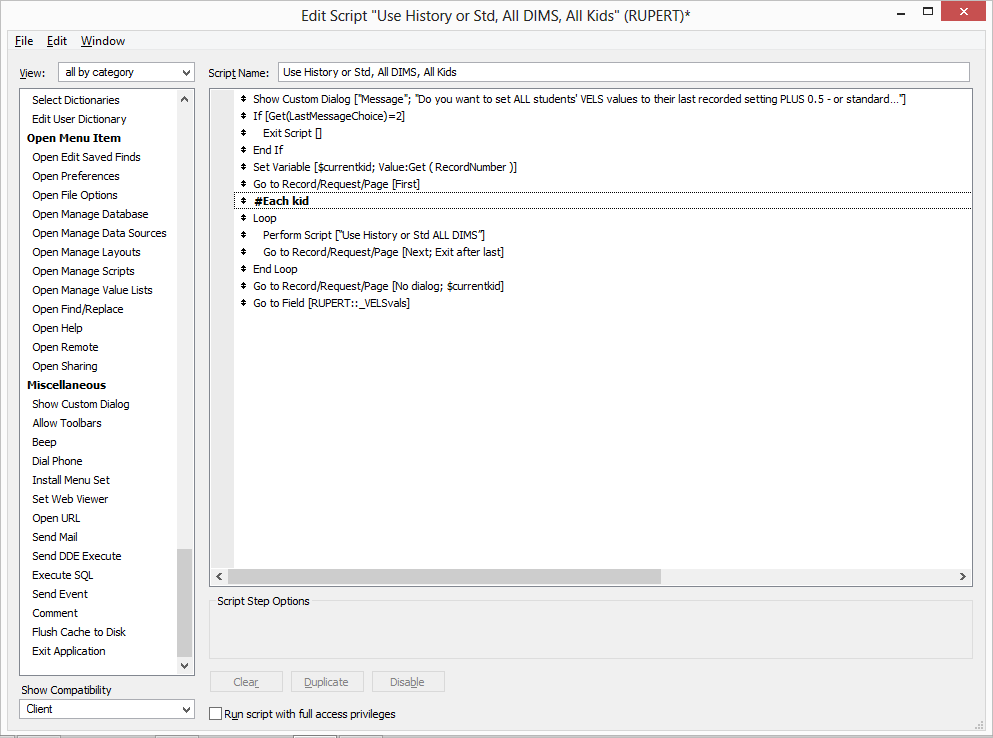 Edit Script "Use History or Std, All DIMS, All Kids" (RUPERT)*
File Edit Window
View: all by category Script Name: Use History or Std, All DIMS, All Kids
Select Dictionaries
Edit User Dictionary
Open Menu Item
Open Edit Saved Finds
Open Preferences
Open File Options
Open Manage Database
Open Manage Data Sources
Open Manage Layouts
Open Manage Scripts
Open Manage Value Lists
Open Find/Replace
Open Help
Open Remote
Open Sharing
Miscellaneous
Show Custom Dialog
Allow Toolbars
Beep
Dial Phone
Install Menu Set
Set Web Viewer
Open URL
Send Mail
Send DDE Execute
Execute SQL
Send Event
Comment
Flush Cache to Disk
Exit Application
Show Compatibility
Client
Show Custom Dialog ["Message"; "Do you want to set ALL students' VELS values to their last recorded setting PLUS 0.5 - or standard..."]
If [Get(LastMessageChoice)=2]
Exit Script []
End If
Set Variable [$currentkid; Value:Get ( RecordNumber )]
Go to Record/Request/Page [First]
#Each kid
Loop
Perform Script [“Use History or Std ALL DIMS”]
Go to Record/Request/Page [Next; Exit after last]
End Loop
Go to Record/Request/Page [No dialog; $currentkid]
Go to Field [RUPERT::_VELSvals]
Script Step Options
Clear Duplicate Disable
Run script with full access privileges